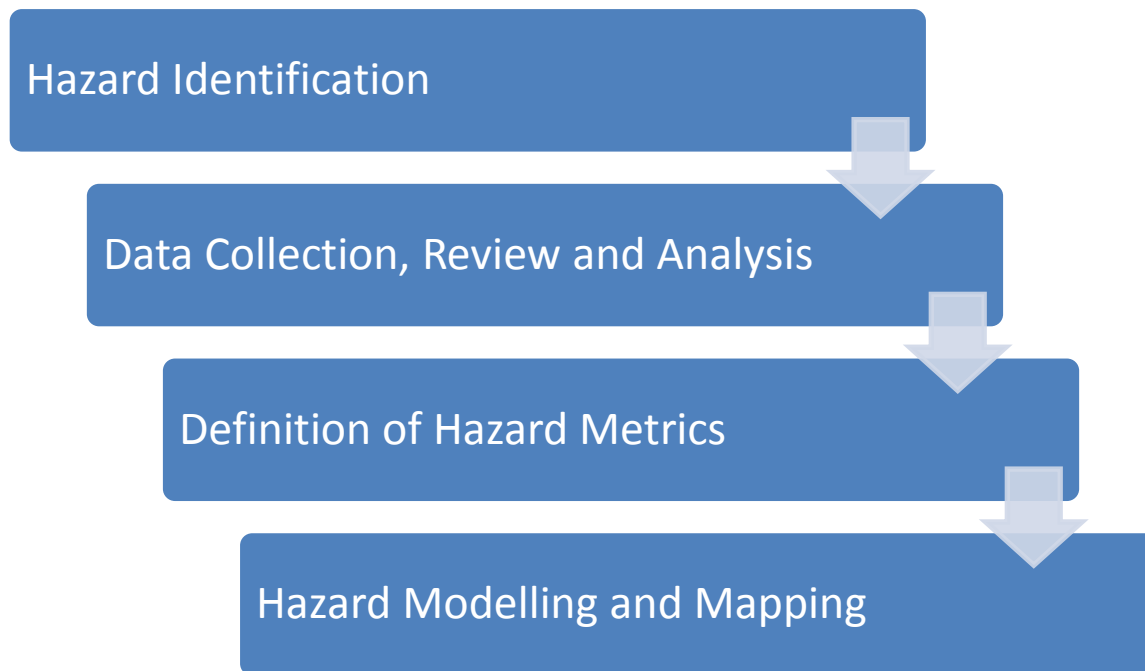 Hazard Identification
Data Collection, Review and Analysis
Definition of Hazard Metrics
Hazard Modelling and Mapping